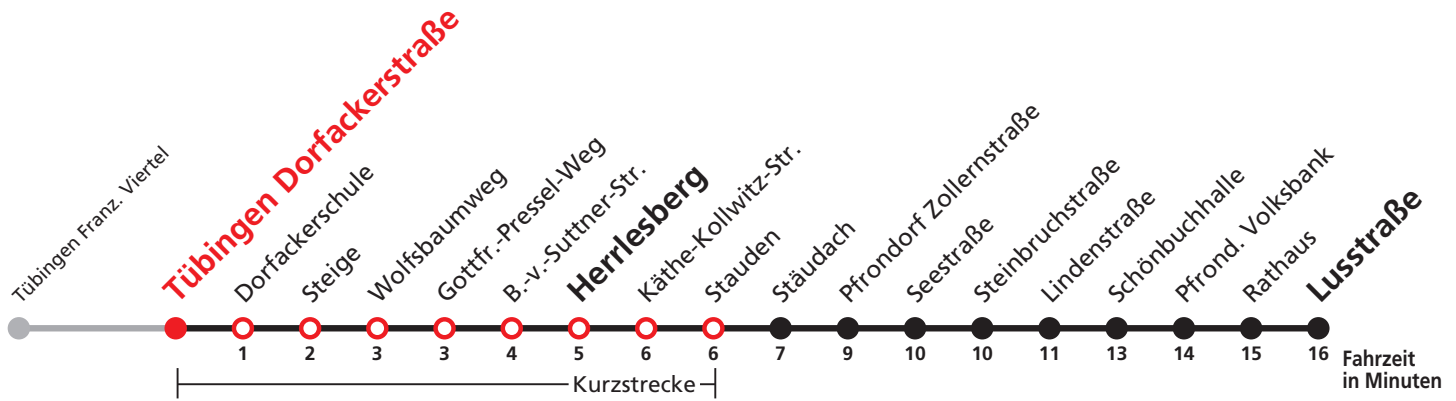 Tübingen Franz. Viertel
Tübingen Dorfackerstraße
Dorfackerschule
Steige
Wolfsbaumweg
Gottfr.-Pressel-Weg
B.-v.-Suttner-Str.
Herrlesberg
Käthe-Kollwitz-Str.
Stauden
Stäudach
Pfrondorf Zollernstraße
Seestraße
Steinbruchstraße
Lindenstraße
Schönbuchhalle
Pfrond. Volksbank
Rathaus
Lusstraße
1 2 3 3 4 5 6 6 7 9 10 10 11 13 14 15 16
Fahrzeit
in Minuten
Kurzstrecke